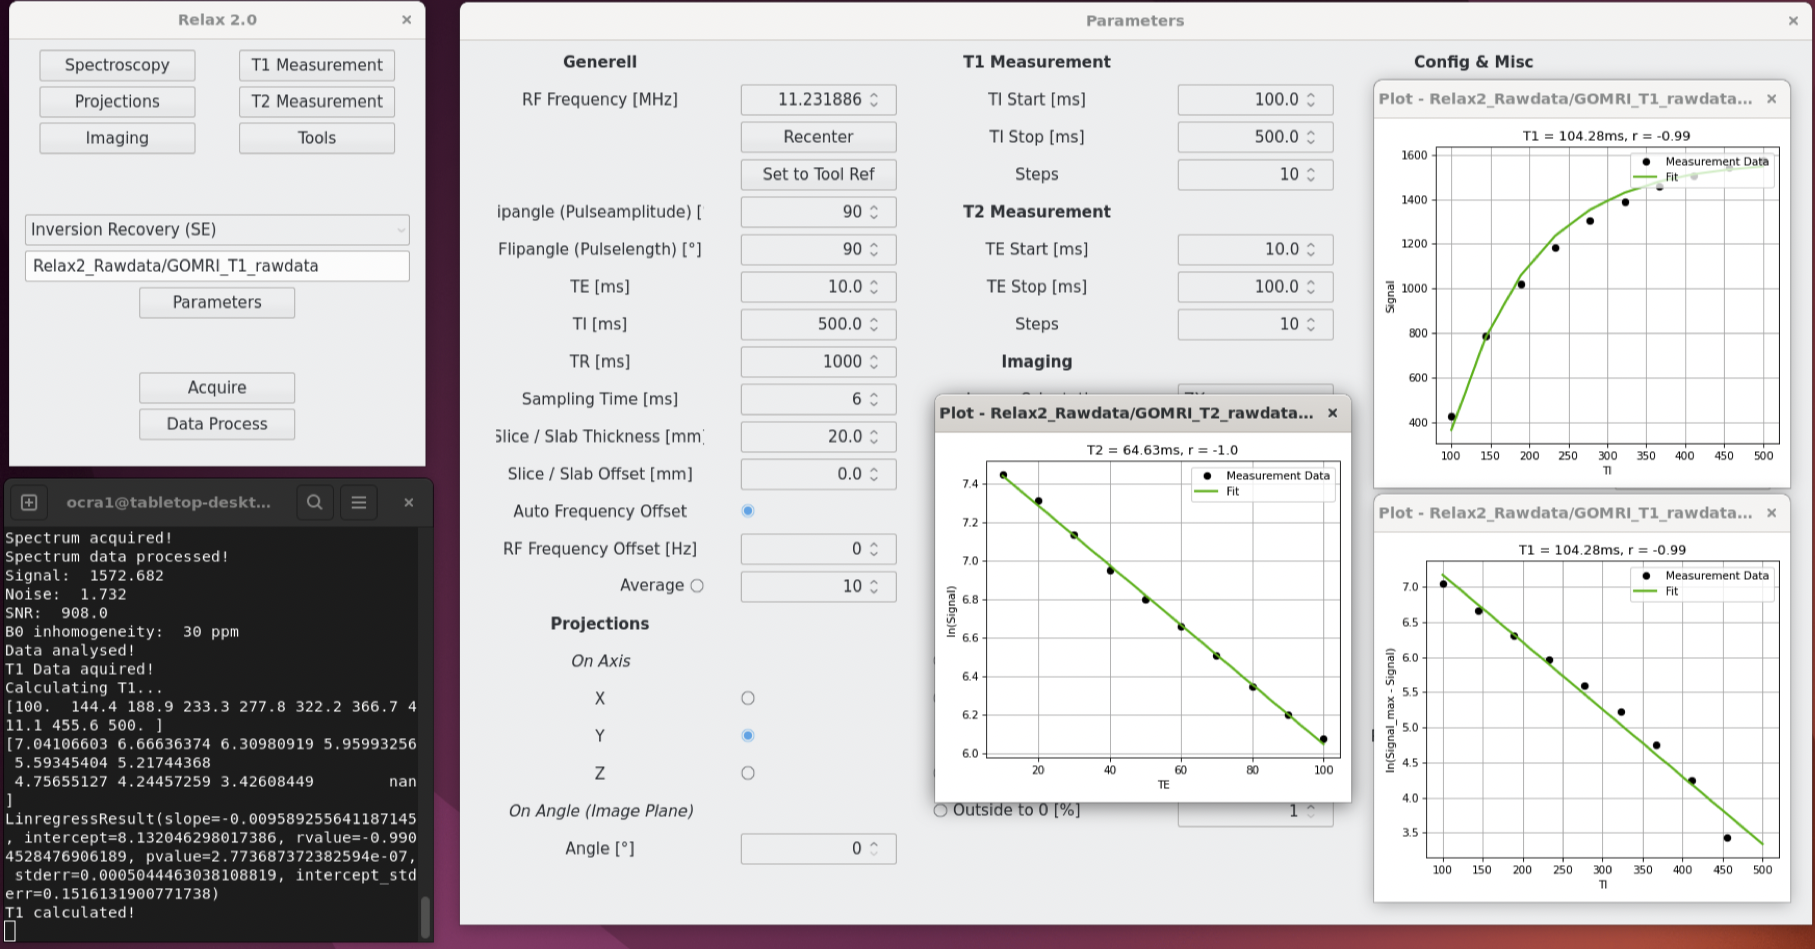 Relax 2.0
Spectroscopy
T1 Measurement
Projections
T2 Measurement
Imaging
Tools
Inversion Recovery (SE)
Relax2_Rawdata/GOMRI_T1_rawdata
Parameters
Acquire
Data Process
ocra1@tabletop-deskt...
Spectrum acquired!
Spectrum data processed!
Signal:  1572.682
Noise:  1.732
SNR:  908.0
B0 inhomogeneity:  30 ppm
Data analysed!
T1 Data aquired!
Calculating T1...
[100.  144.4 188.9 233.3 277.8 322.2 366.7 4
11.1 455.6 500. ]
[7.04106603 6.66636374 6.30980919 5.95993256
 5.59345404 5.21744368
 4.75655127 4.24457259 3.42608449        nan
]
LinregressResult(slope=-0.009589255641187145
, intercept=8.132046298017386, rvalue=-0.990
4528476906189, pvalue=2.773687372382594e-07,
 stderr=0.0005044463038108819, intercept_std
err=0.1516131900771738)
T1 calculated!
Parameters
Generell
RF Frequency [MHz]
11.231886
Recenter
Set to Tool Ref
ipangle (Pulseamplitude) [
90
Flipangle (Pulselength) [°]
90
TE [ms]
10.0
TI [ms]
500.0
TR [ms]
1000
Sampling Time [ms]
6
Slice / Slab Thickness [mm]
20.0
Slice / Slab Offset [mm]
0.0
Auto Frequency Offset
RF Frequency Offset [Hz]
0
Average
10
Projections
On Axis
X
Y
Z
On Angle (Image Plane)
Angle [°]
0
T1 Measurement
TI Start [ms]
100.0
TI Stop [ms]
500.0
Steps
10
T2 Measurement
TE Start [ms]
10.0
TE Stop [ms]
100.0
Steps
10
Imaging
Outside to 0 [%]
1
Config & Misc
Plot - Relax2_Rawdata/GOMRI_T2_rawdata...
T2 = 64.63ms, r = -1.0
Measurement Data
Fit
ln(Signal)
7.4
7.2
7.0
6.8
6.6
6.4
6.2
6.0
20 40 60 80 100
TE
Plot - Relax2_Rawdata/GOMRI_T1_rawdata...
T1 = 104.28ms, r = -0.99
Measurement Data
Fit
Signal
1600
1400
1200
1000
800
600
400
100 150 200 250 300 350 400 450 500
TI
Plot - Relax2_Rawdata/GOMRI_T1_rawdata...
T1 = 104.28ms, r = -0.99
Measurement Data
Fit
ln(Signal_max - Signal)
7.0
6.5
6.0
5.5
5.0
4.5
4.0
3.5
100 150 200 250 300 350 400 450 500
TI